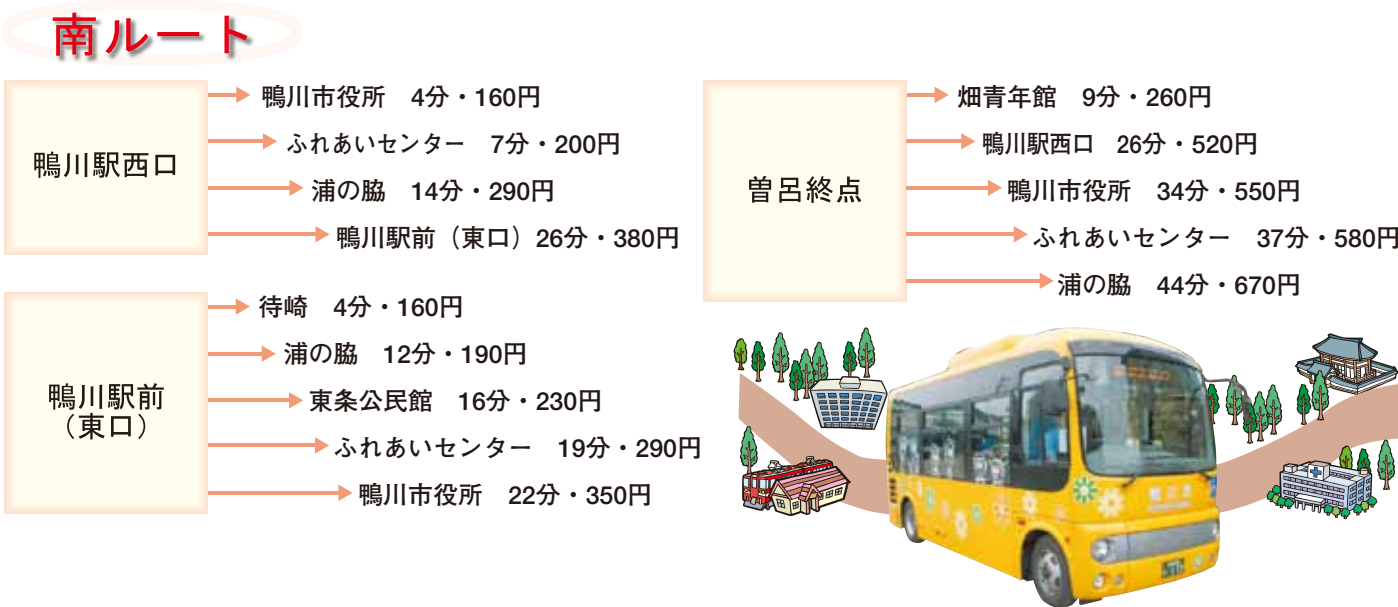 南ルート
鴨川駅西口
鴨川市役所 4分・160円
ふれあいセンター 7分・200円
浦の脇 14分・290円
鴨川駅前（東口）26分・380円
鴨川駅前
（東口）
待崎 4分・160円
浦の脇 12分・190円
東条公民館 16分・230円
ふれあいセンター 19分・290円
鴨川市役所 22分・350円
曽呂終点
畑青年館 9分・260円
鴨川駅西口 26分・520円
鴨川市役所 34分・550円
ふれあいセンター 37分・580円
浦の脇 44分・670円